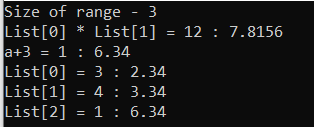 Size of range - 3
List[0] * List[1] = 12 : 7.8156
a+3 = 1 : 6.34
List[0] = 3 : 2.34
List[1] = 4 : 3.34
List[2] = 1 : 6.34